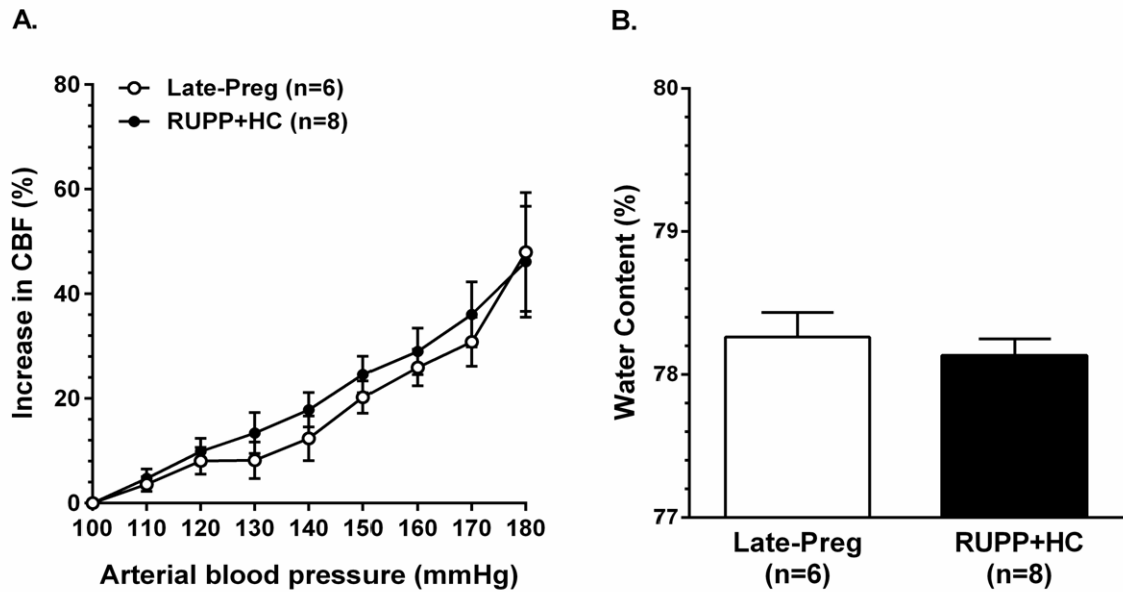 A.
80
60
40
20
0
Increase in CBF (%)
Late-Preg (n=6)
RUPP+HC (n=8)
100 110 120 130 140 150 160 170 180
Arterial blood pressure (mmHg)
B.
80
79
78
77
Water Content (%)
Late-Preg
(n=6)
RUPP+HC
(n=8)